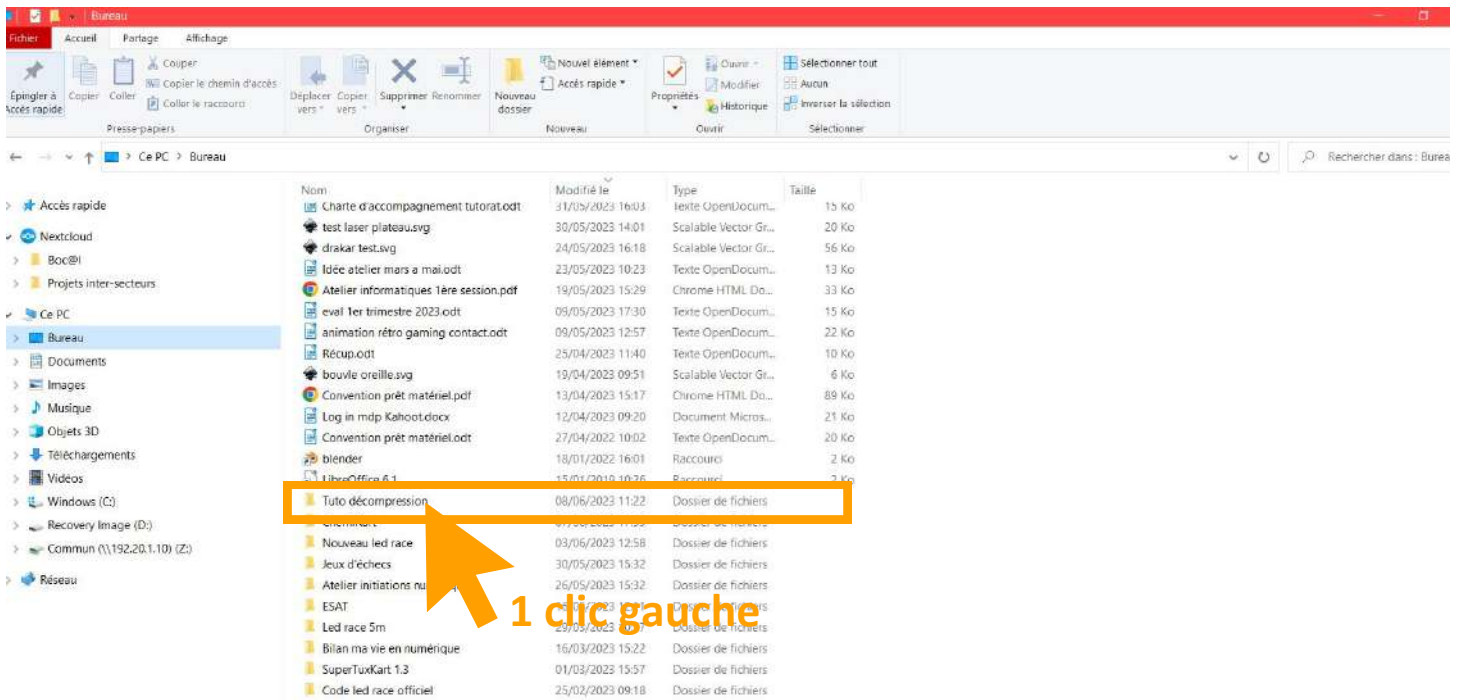 Bureau
Fichier Accueil Partage Affichage
Épingler à Accès rapide
Copier
Coller
Couper
Copier le chemin d'accès
Coller le raccourci
Presse-papiers
Déplacer vers
Copier vers
Supprimer
Renommer
Organiser
Nouveau dossier
Nouvel élément
Accès rapide
Nouveau
Propriétés
Ouvrir
Modifier
Historique
Ouvrir
Sélectionner tout
Aucun
Inverser la sélection
Sélectionner
Ce PC > Bureau
Rechercher dans : Burea
Accès rapide
Nextcloud
Boc@l
Projets inter-secteurs
Ce PC
Bureau
Documents
Images
Musique
Objets 3D
Téléchargements
Vidéos
Windows (C:)
Recovery Image (D:)
Commun (\\192.20.1.10) (Z:)
Réseau
Nom Modifié le Type Taille
Charte d'accompagnement tutorat.odt 31/05/2023 16:03 Texte OpenDocum... 15 Ko
test laser plateau.svg 30/05/2023 14:01 Scalable Vector Gr... 20 Ko
drakar test.svg 24/05/2023 16:18 Scalable Vector Gr... 56 Ko
Idée atelier mars a mai.odt 23/05/2023 10:23 Texte OpenDocum... 13 Ko
Atelier informatiques 1ère session.pdf 19/05/2023 15:29 Chrome HTML Do... 33 Ko
eval 1er trimestre 2023.odt 09/05/2023 17:30 Texte OpenDocum... 15 Ko
animation rétro gaming contact.odt 09/05/2023 12:57 Texte OpenDocum... 22 Ko
Récup.odt 25/04/2023 11:40 Texte OpenDocum... 10 Ko
bouvle oreille.svg 19/04/2023 09:51 Scalable Vector Gr... 6 Ko
Convention prêt matériel.pdf 13/04/2023 15:17 Chrome HTML Do... 89 Ko
Log in mdp Kahoot.docx 12/04/2023 09:20 Document Micros... 21 Ko
Convention prêt matériel.odt 27/04/2022 10:02 Texte OpenDocum... 20 Ko
blender 18/01/2022 16:01 Raccourci 2 Ko
LibreOffice 6.1 15/01/2019 10:26 Raccourci 2 Ko
Tuto décompression 08/06/2023 11:22 Dossier de fichiers
Nouveau led race 03/06/2023 12:58 Dossier de fichiers
Jeux d'échecs 30/05/2023 15:32 Dossier de fichiers
Atelier initiations 26/05/2023 15:32 Dossier de fichiers
ESAT
1 clic gauche
Led race 5m
Bilan ma vie en numérique 16/03/2023 15:22 Dossier de fichiers
SuperTuxKart 1.3 01/03/2023 15:57 Dossier de fichiers
Code led race officiel 25/02/2023 09:18 Dossier de fichiers